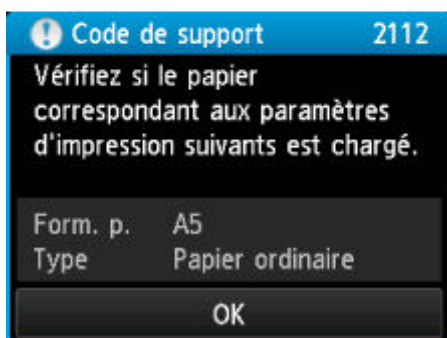 Code de support 2112
Vérifiez si le papier
correspondant aux paramètres
d'impression suivants est chargé.
Form. p. A5
Type Papier ordinaire
OK